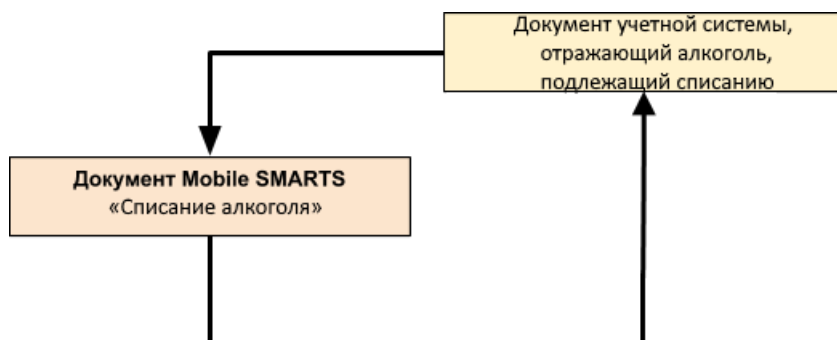 Документ учетной системы,
отражающий алкоголь,
подлежащий списанию
Документ Mobile SMARTS
«Списание алкоголя»